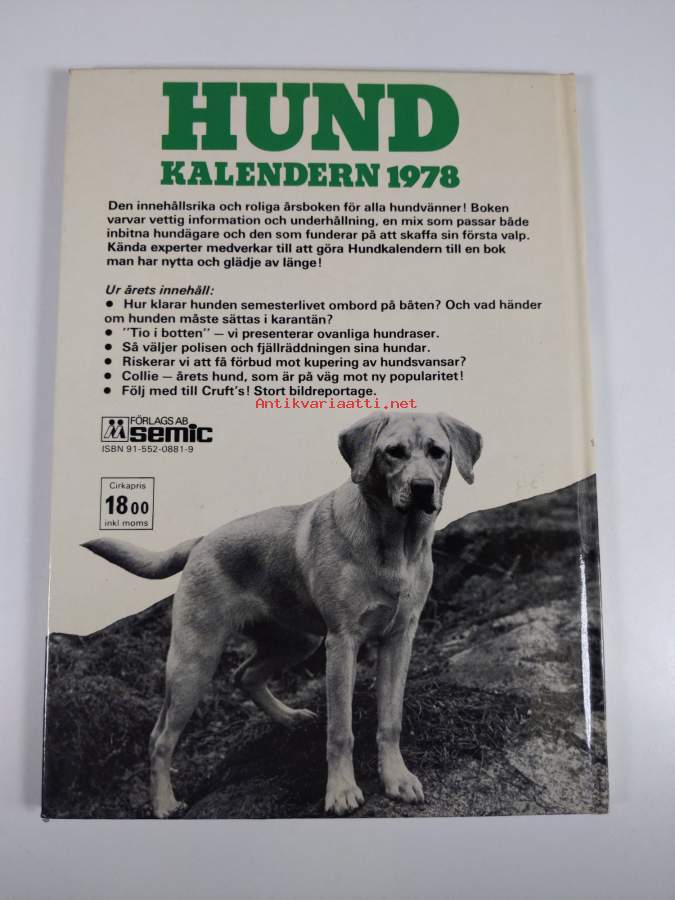 HUND
KALENDERN 1978
Den innehållsrika och roliga årsboken för alla hundvänner! Boken
varvar vettig information och underhållning, en mix som passar både
inbitna hundägare och den som funderar på att skaffa sin första valp.
Kända experter medverkar till att göra Hundkalendern till en bok
man har nytta och glädje av länge!
Ur årets innehåll:
● Hur klarar hunden semesterlivet ombord på båten? Och vad händer
om hunden måste sättas i karantän?
● "Tio i botten" – vi presenterar ovanliga hundraser.
● Så väljer polisen och fjällräddningen sina hundar.
● Riskerar vi att få förbud mot kupering av hundsvansar?
● Collie – årets hund, som är på väg mot ny popularitet!
● Följ med till Cruft's! Stort bildreportage.
Antikvariaatti.net
FÖRLAGS AB
semic
ISBN 91-552-0881-9
Cirkapris
18 00
inkl moms